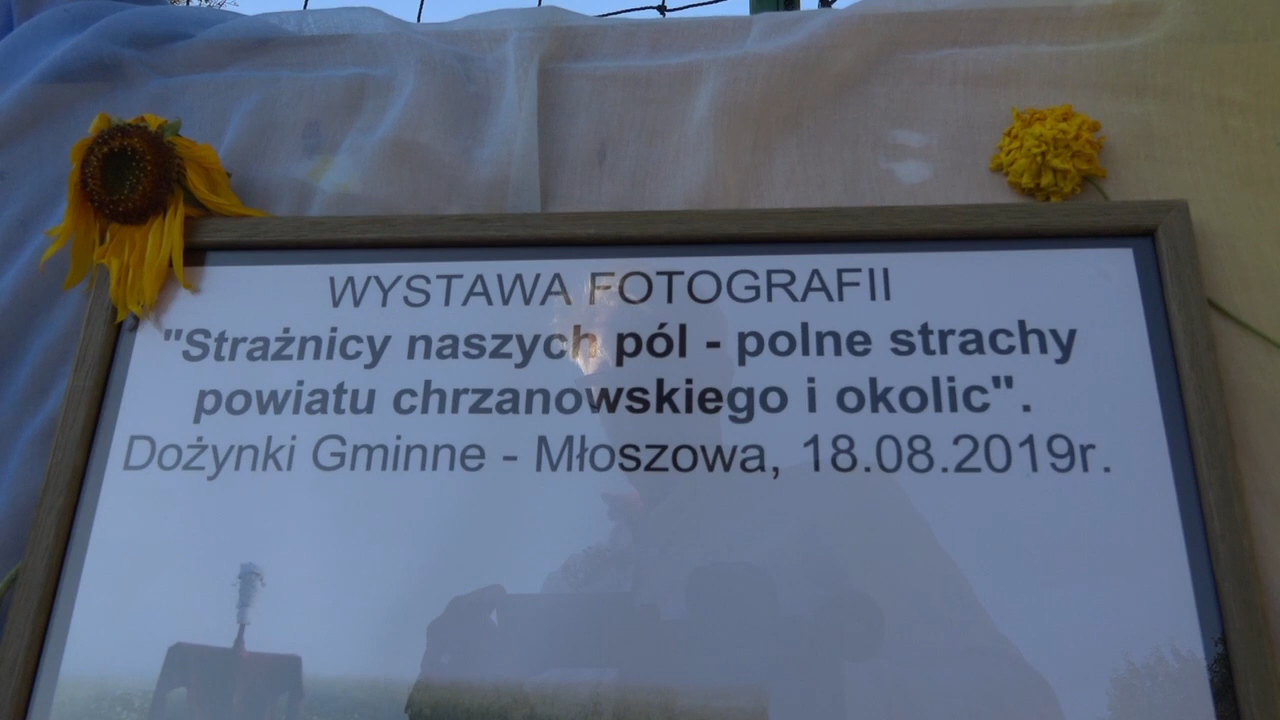 WYSTAWA FOTOGRAFII
"Strażnicy naszych pól - polne strachy
powiatu chrzanowskiego i okolic".
Dożynki Gminne - Młoszowa, 18.08.2019r.